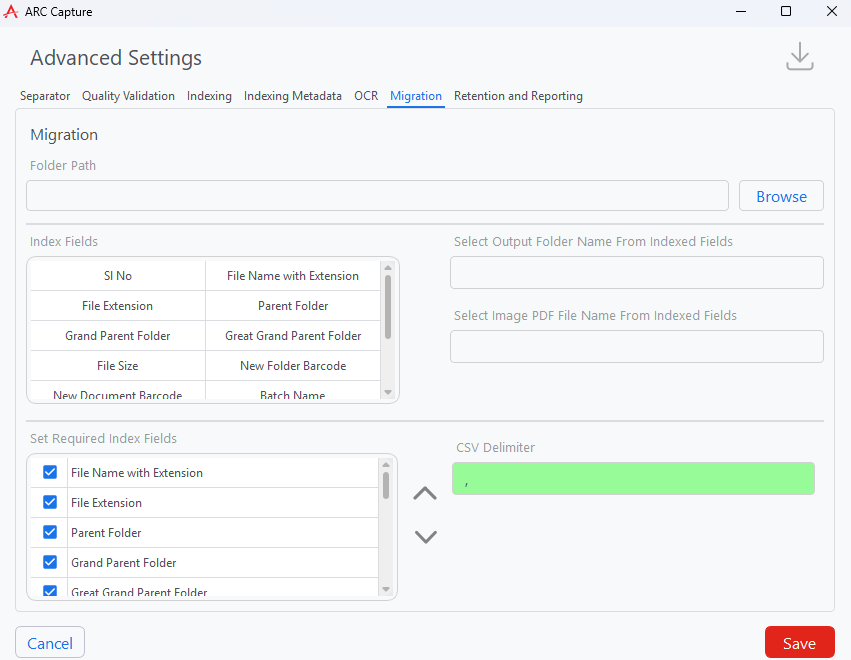 ARC Capture
Advanced Settings
Separator Quality Validation Indexing Indexing Metadata OCR Migration Retention and Reporting
Migration
Folder Path
Browse
Index Fields
SI No File Name with Extension
File Extension Parent Folder
Grand Parent Folder Great Grand Parent Folder
File Size New Folder Barcode
New Document Barcode Batch Name
Select Output Folder Name From Indexed Fields
Select Image PDF File Name From Indexed Fields
Set Required Index Fields
File Name with Extension
File Extension
Parent Folder
Grand Parent Folder
Great Grand Parent Folder
CSV Delimiter
,
Cancel
Save